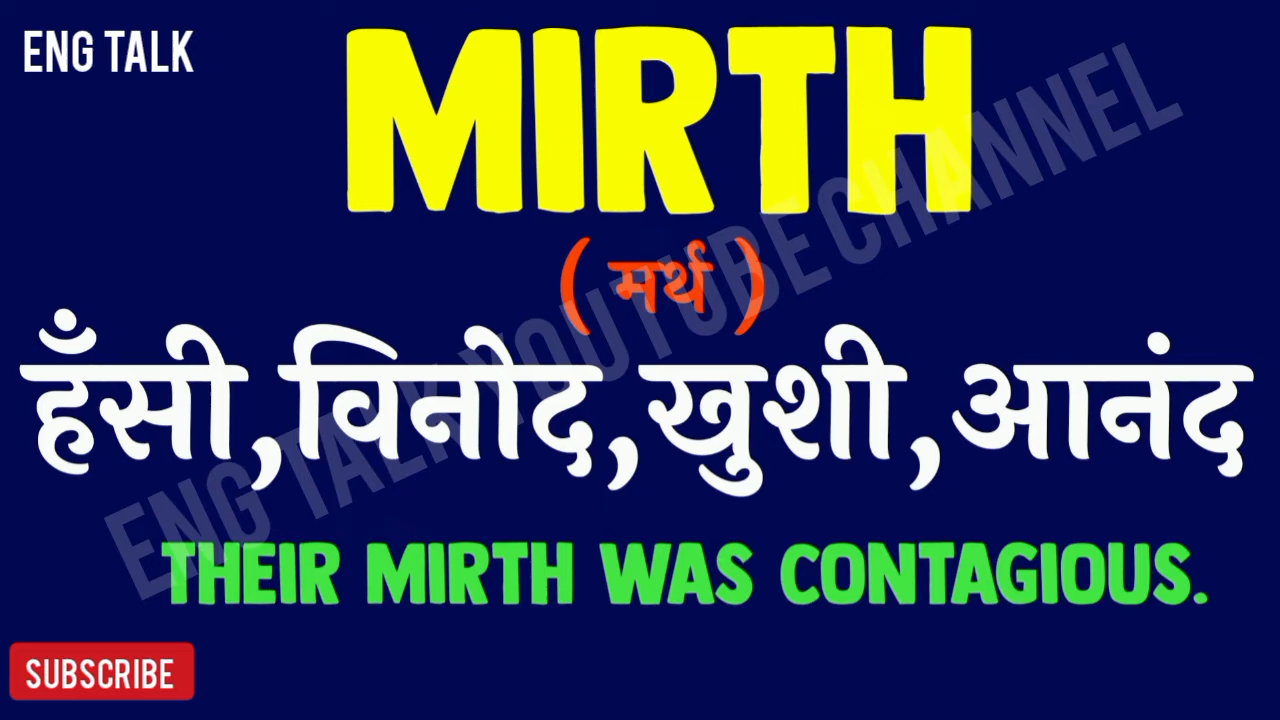 ENG TALK
MIRTH
( मर्थ )
हँसी,विनोद,खुशी,आनंद
THEIR MIRTH WAS CONTAGIOUS.
ENG TALK YOUTUBE CHANNEL
SUBSCRIBE